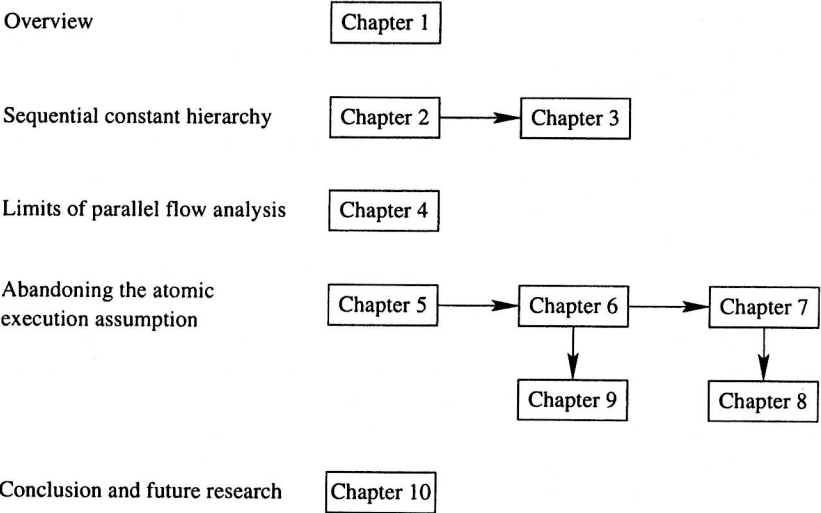 Overview
Chapter 1
Sequential constant hierarchy
Chapter 2
Chapter 3
Limits of parallel flow analysis
Chapter 4
Abandoning the atomic
execution assumption
Chapter 5
Chapter 6
Chapter 7
Chapter 9
Chapter 8
Conclusion and future research
Chapter 10